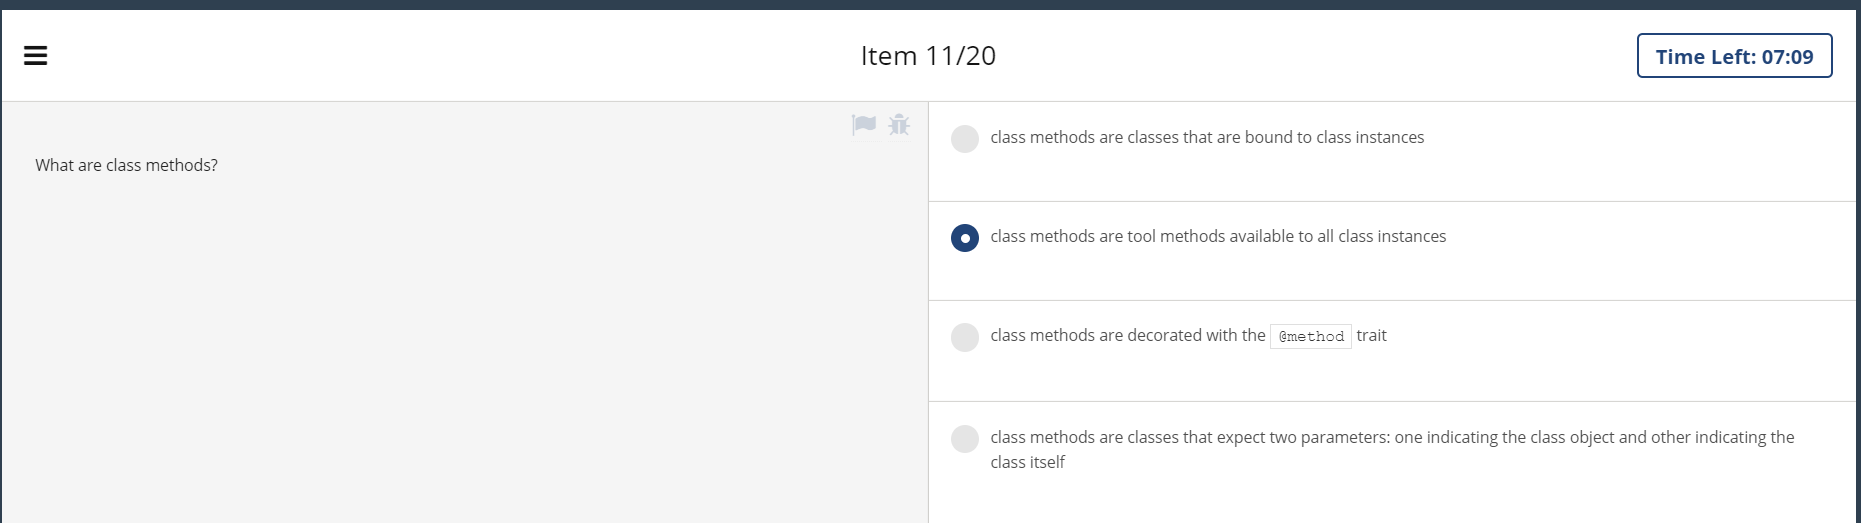 Item 11/20
Time Left: 07:09
What are class methods?
class methods are classes that are bound to class instances
class methods are tool methods available to all class instances
class methods are decorated with the @method trait
class methods are classes that expect two parameters: one indicating the class object and other indicating the
class itself